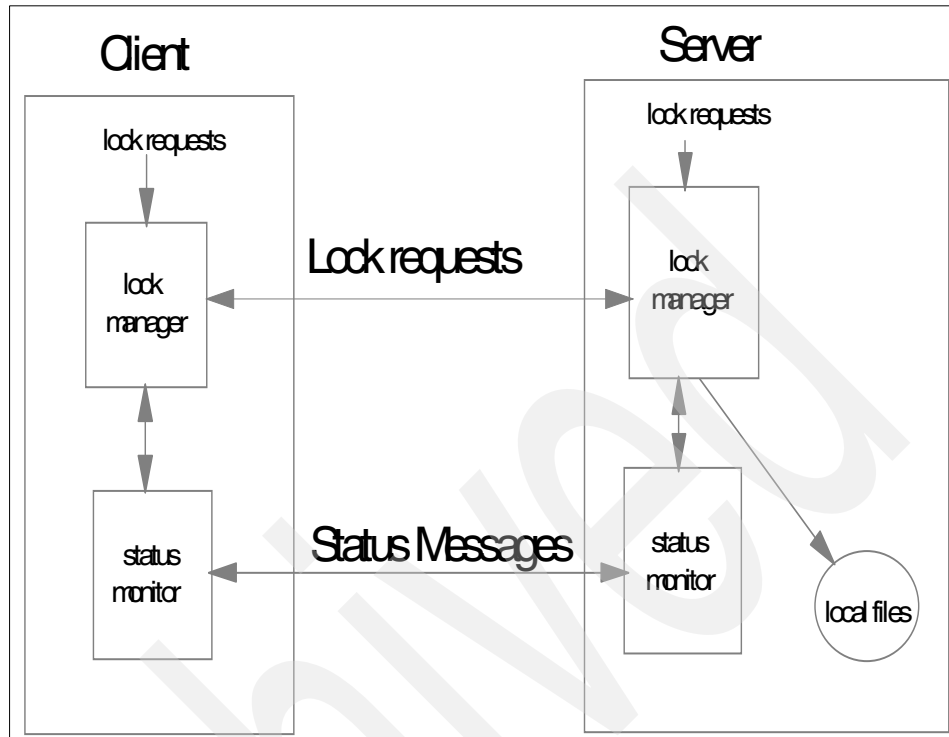 Client
Server
lock requests
lock requests
lock
manager
Lock requests
lock
manager
status
monitor
Status Messages
status
monitor
local files
hived